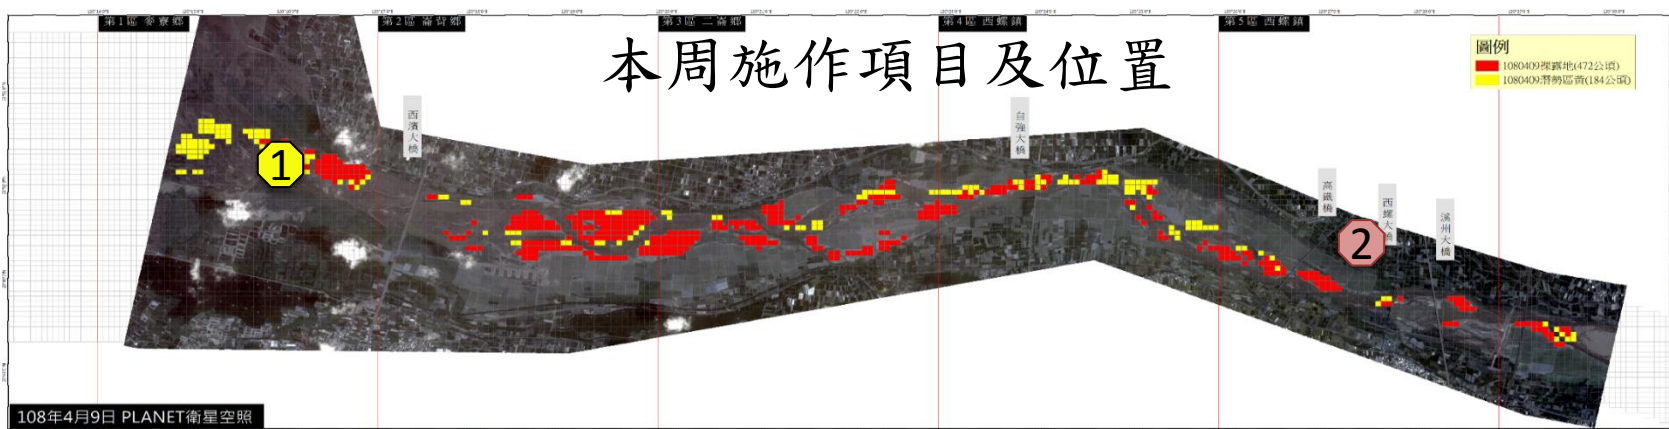 第1區 麥寮鄉
第2區 崙背鄉
第3區 二崙鄉
第4區 西螺鎮
第5區 西螺鎮
本周施作項目及位置
圖例
1080409裸露地(472公頃)
1080409潛勢區黃(184公頃)
西濱大橋
自強大橋
高鐵橋
西螺大橋
溪州大橋
1
2
108年4月9日 PLANET衛星空照